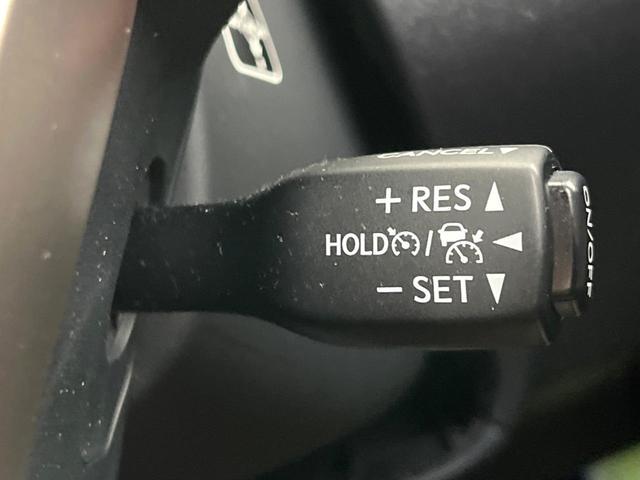 CANCEL ▼
+ RES ▲
HOLD / ◀
− SET ▼
ON/OFF